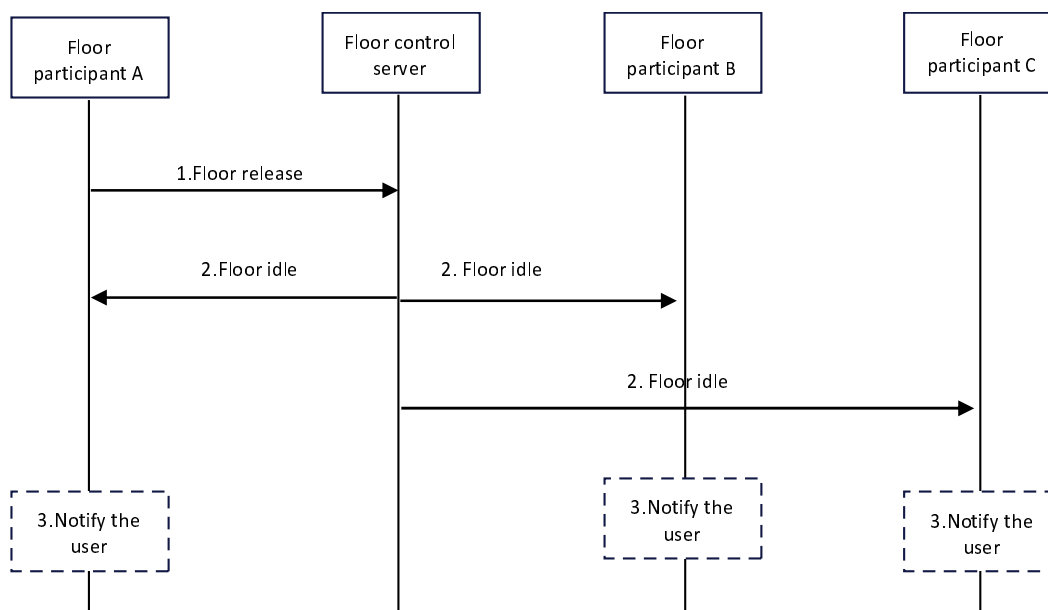 Floor
participant A
Floor control
server
Floor
participant B
Floor
participant C
1.Floor release
2.Floor idle
2. Floor idle
2. Floor idle
3.Notify the
user
3.Notify the
user
3.Notify the
user